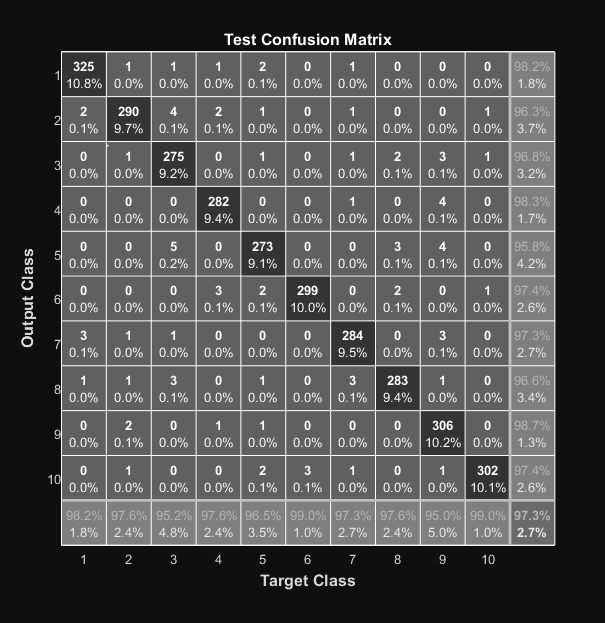 Test Confusion Matrix
325 1 1 1 2 0 1 0 0 0 98.2%
1
10.8% 0.0% 0.0% 0.0% 0.1% 0.0% 0.0% 0.0% 0.0% 0.0% 1.8%
2 290 4 2 1 0 1 0 0 1 96.3%
2
0.1% 9.7% 0.1% 0.1% 0.0% 0.0% 0.0% 0.0% 0.0% 0.0% 3.7%
0 1 275 0 1 0 1 2 3 1 96.8%
3
0.0% 0.0% 9.2% 0.0% 0.0% 0.0% 0.0% 0.1% 0.1% 0.0% 3.2%
0 0 0 282 0 0 1 0 4 0 98.3%
4
0.0% 0.0% 0.0% 9.4% 0.0% 0.0% 0.0% 0.0% 0.1% 0.0% 1.7%
0 0 5 0 273 0 0 3 4 0 95.8%
5
0.0% 0.0% 0.2% 0.0% 9.1% 0.0% 0.0% 0.1% 0.1% 0.0% 4.2%
0 0 0 3 2 299 0 2 0 1 97.4%
6
0.0% 0.0% 0.0% 0.1% 0.1% 10.0% 0.0% 0.1% 0.0% 0.0% 2.6%
3 1 1 0 0 0 284 0 3 0 97.3%
7
0.1% 0.0% 0.0% 0.0% 0.0% 0.0% 9.5% 0.0% 0.1% 0.0% 2.7%
1 1 3 0 1 0 3 283 1 0 96.6%
8
0.0% 0.0% 0.1% 0.0% 0.0% 0.0% 0.1% 9.4% 0.0% 0.0% 3.4%
0 2 0 1 1 0 0 0 306 0 98.7%
9
0.0% 0.1% 0.0% 0.0% 0.0% 0.0% 0.0% 0.0% 10.2% 0.0% 1.3%
0 1 0 0 2 3 1 0 1 302 97.4%
10
0.0% 0.0% 0.0% 0.0% 0.1% 0.1% 0.0% 0.0% 0.0% 10.1% 2.6%
98.2% 97.6% 95.2% 97.6% 96.5% 99.0% 97.3% 97.6% 95.0% 99.0% 97.3%
1.8% 2.4% 4.8% 2.4% 3.5% 1.0% 2.7% 2.4% 5.0% 1.0% 2.7%
1 2 3 4 5 6 7 8 9 10
Target Class
Output Class